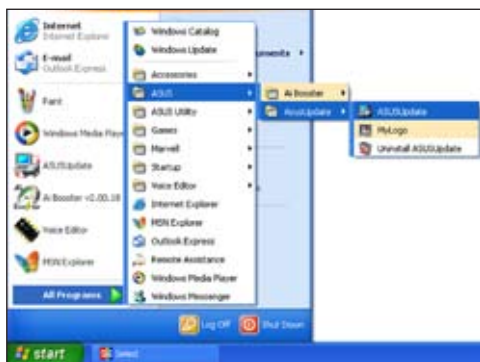 Internet
Internet Explorer
E-mail
Outlook Express
Paint
Windows Media Play
ASUSUpdate
Ai Booster v2.00.18
Voice Editor
MSN Explorer
All Programs
Windows Catalog
Windows Update
Accessories
ASUS
ASUS Utility
Games
Marvell
Startup
Voice Editor
Internet Explorer
MSN Explorer
Outlook Express
Remote Assistance
Windows Media Player
Windows Messenger
uments
Ai Booster
AsusUpdate
ASUSUpdate
MyLogo
Uninstall ASUSUpdate
Log Off
Shut Down
start